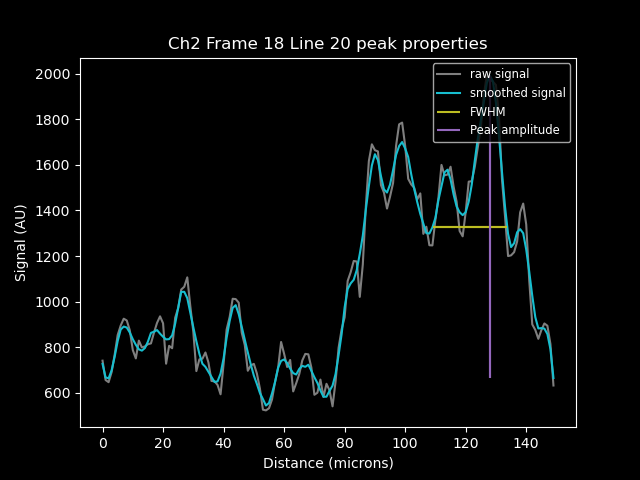 Ch2 Frame 18 Line 20 peak properties
raw signal
smoothed signal
FWHM
Peak amplitude
2000
1800
1600
1400
1200
1000
800
600
Signal (AU)
0 20 40 60 80 100 120 140
Distance (microns)